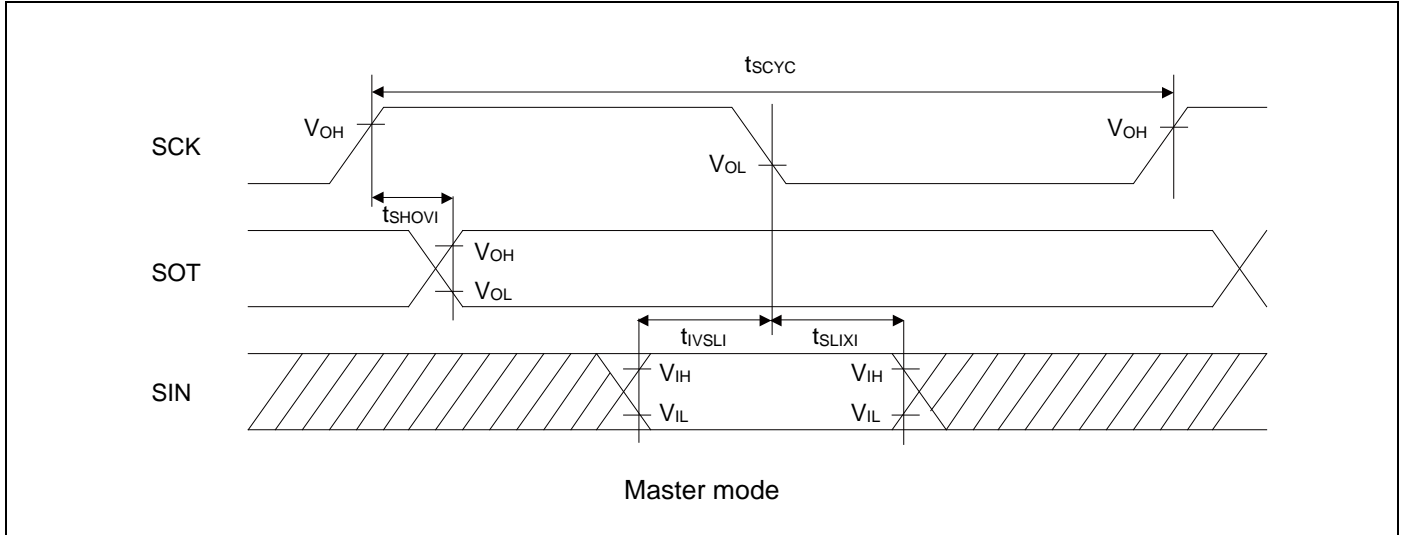 tSCYC
VOH
VOH
SCK
VOL
tSHOVI
VOH
SOT
VOL
tIVSLI
tSLIXI
VIH
VIH
SIN
VIL
VIL
Master mode